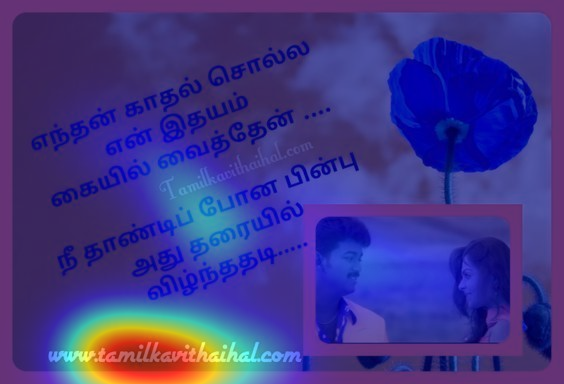 எந்தன் காதல் சொல்ல
என் இதயம்
கையில் வைத்தேன் ....
Tamilkavithaihal.com
நீ தாண்டிப் போன பின்பு
அது தரையில்
விழ்ந்ததடி.....
www.tamilkavithaihal.com